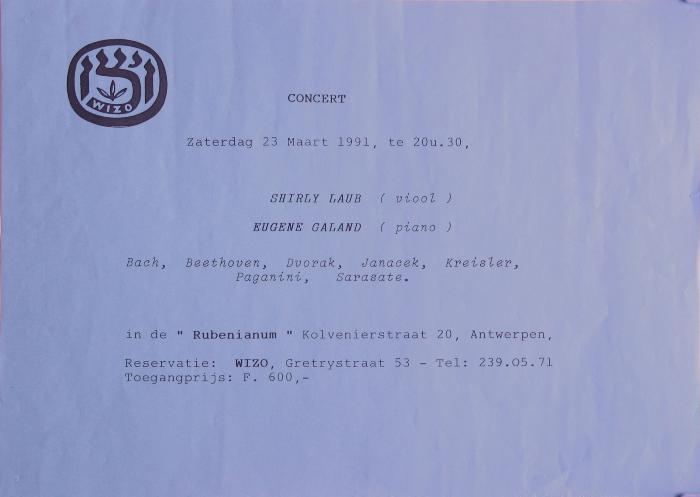 ויצו
WIZO
CONCERT
Zaterdag 23 Maart 1991, te 20u.30,
SHIRLY LAUB ( viool )
EUGENE GALAND ( piano )
Bach, Beethoven, Dvorak, Janacek, Kreisler,
Paganini, Sarasate.
in de " Rubenianum " Kolvenierstraat 20, Antwerpen,
Reservatie: WIZO, Gretrystraat 53 - Tel: 239.05.71
Toegangprijs: F. 600,-